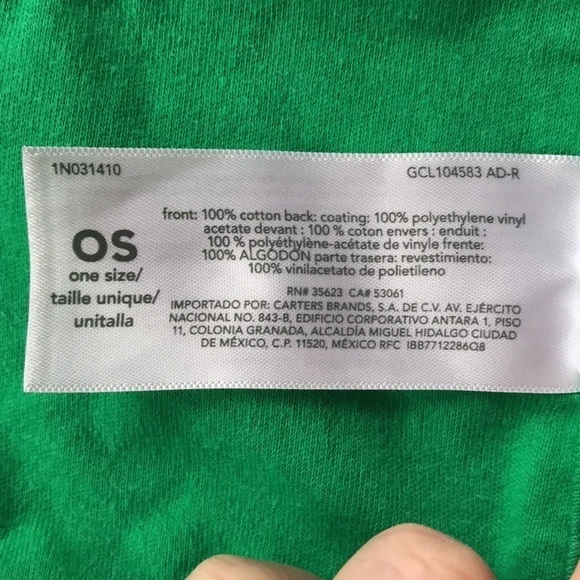 1N031410
GCL104583 AD-R
OS
one size/
taille unique/
unitalla
front: 100% cotton back: coating: 100% polyethylene vinyl
acetate devant : 100 % coton envers : enduit :
100 % polyéthylène-acétate de vinyle frente:
100% ALGODÓN parte trasera: revestimiento:
100% vinilacetato de polietileno
RN# 35623 CA# 53061
IMPORTADO POR: CARTERS BRANDS, S.A. DE C.V. AV. EJÉRCITO
NACIONAL NO. 843-B, EDIFICIO CORPORATIVO ANTARA 1, PISO
11, COLONIA GRANADA, ALCALDÍA MIGUEL HIDALGO CIUDAD
DE MÉXICO, C.P. 11520, MÉXICO RFC IBB7712286Q8